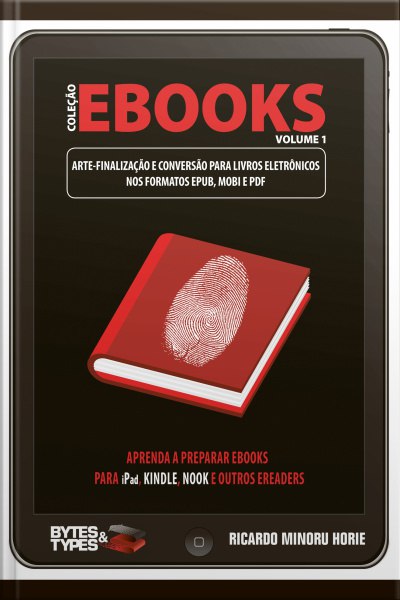 COLEÇÃO
EBOOKS
VOLUME 1
ARTE-FINALIZAÇÃO E CONVERSÃO PARA LIVROS ELETRÔNICOS
NOS FORMATOS EPUB, MOBI E PDF
APRENDA A PREPARAR EBOOKS
PARA iPad, KINDLE, NOOK E OUTROS EREADERS
BYTES &
TYPES
RICARDO MINORU HORIE